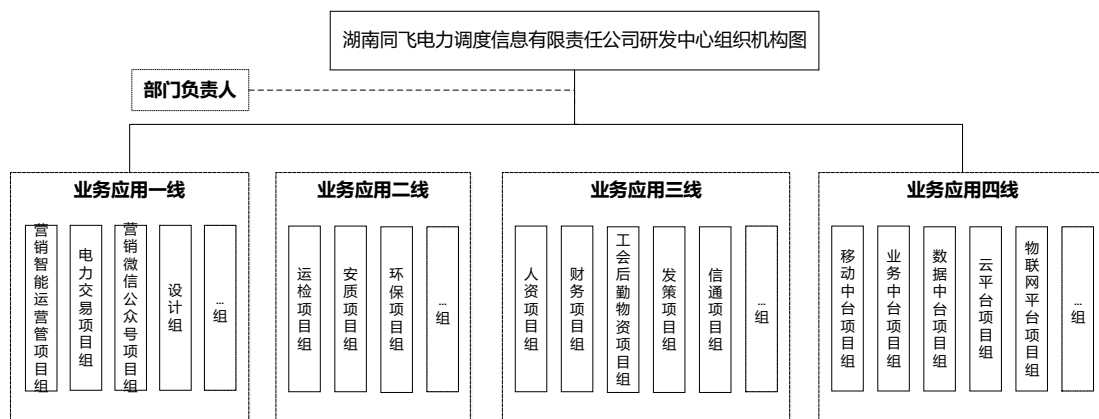 湖南同飞电力调度信息有限责任公司研发中心组织机构图
部门负责人
业务应用一线
营销智能运营管项目组
电力交易项目组
营销微信公众号项目组
设计组
…组
业务应用二线
运检项目组
安质项目组
环保项目组
…组
业务应用三线
人资项目组
财务项目组
工会后勤物资项目组
发策项目组
信通项目组
…组
业务应用四线
移动中台项目组
业务中台项目组
数据中台项目组
云平台项目组
物联网平台项目组
…组